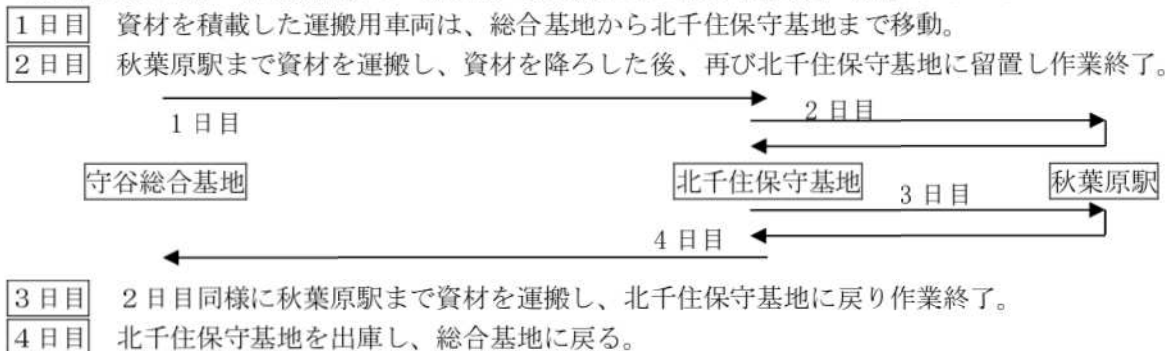 １日目　資材を積載した運搬用車両は、総合基地から北千住保守基地まで移動。
２日目　秋葉原駅まで資材を運搬し、資材を降ろした後、再び北千住保守基地に留置し作業終了。
１日目　２日目
守谷総合基地　北千住保守基地　秋葉原駅
３日目
４日目
３日目　２日目同様に秋葉原駅まで資材を運搬し、北千住保守基地に戻り作業終了。
４日目　北千住保守基地を出庫し、総合基地に戻る。